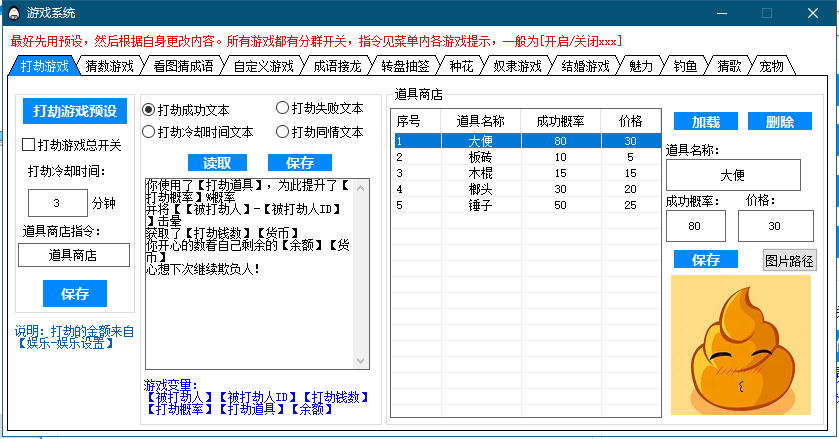 游戏系统
最好先用预设，然后根据自身更改内容。所有游戏都有分群开关，指令见菜单内各游戏提示，一般为[开启/关闭xxx]
打劫游戏 猜数游戏 看图猜成语 自定义游戏 成语接龙 转盘抽签 种花 奴隶游戏 结婚游戏 魅力 钓鱼 猜歌 宠物
打劫游戏预设
打劫游戏总开关
打劫冷却时间：
3 分钟
道具商店指令：
道具商店
保存
说明：打劫的金额来自
【娱乐-娱乐设置】
打劫成功文本 打劫失败文本
打劫冷却时间文本 打劫同情文本
读取 保存
你使用了【打劫道具】，为此提升了【
打劫概率】%概率
并将【【被打劫人】-【被打劫人ID】
】击晕
获取了【打劫钱数】【货币】
你开心的数着自己剩余的【余额】【货
币】
心想下次继续欺负人！
游戏变量：
【被打劫人】【被打劫人ID】【打劫钱数】
【打劫概率】【打劫道具】【余额】
道具商店
序号 道具名称 成功概率 价格
1 大便 80 30
2 板砖 10 5
3 木棍 15 15
4 榔头 30 20
5 锤子 50 25
加载 删除
道具名称：
大便
成功概率： 价格：
80 30
保存 图片路径